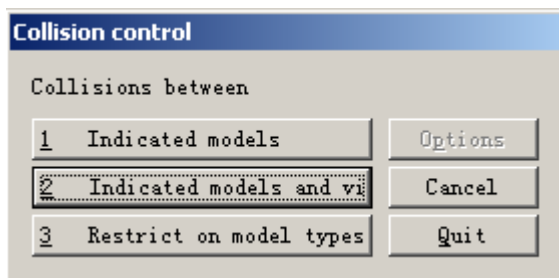 Collision control
Collisions between
1 Indicated models
Options
2 Indicated models and vi
Cancel
3 Restrict on model types
Quit